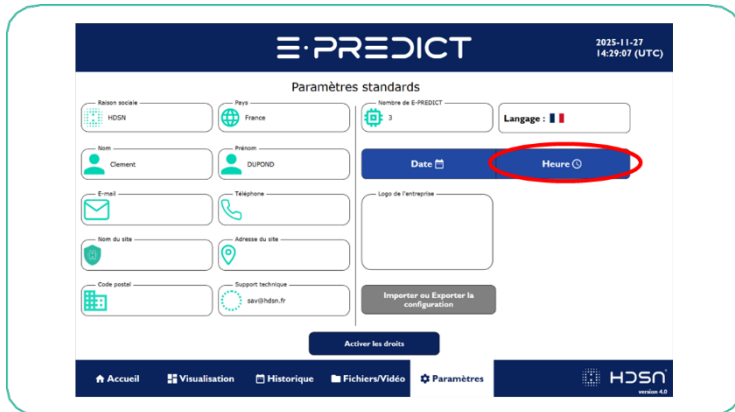 E·PREDICT
2025-11-27
14:29:07 (UTC)
Paramètres standards
Raison sociale
HDSN
Pays
France
Nombre de E-PREDICT
3
Langage :
Nom
Clement
Prénom
DUPOND
Date
Heure
E-mail
Téléphone
Logo de l'entreprise
Nom du site
Adresse du site
Code postal
Support technique
sav@hdsn.fr
Importer ou Exporter la
configuration
Activer les droits
Accueil
Visualisation
Historique
Fichiers/Vidéo
Paramètres
HDSN
version 4.0